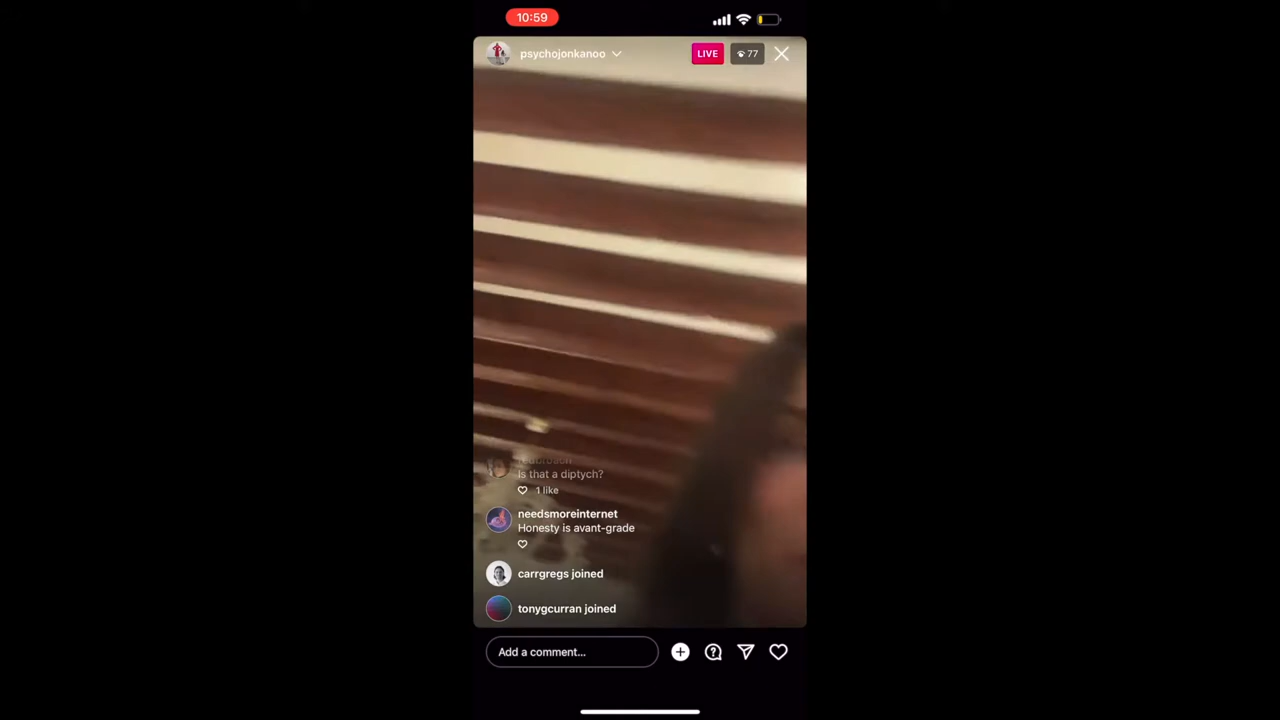 10:59
psychojonkanoo
LIVE
77
Is that a diptych?
1 like
needsmoreinternet
Honesty is avant-grade
carrgregs joined
tonygcurran joined
Add a comment...